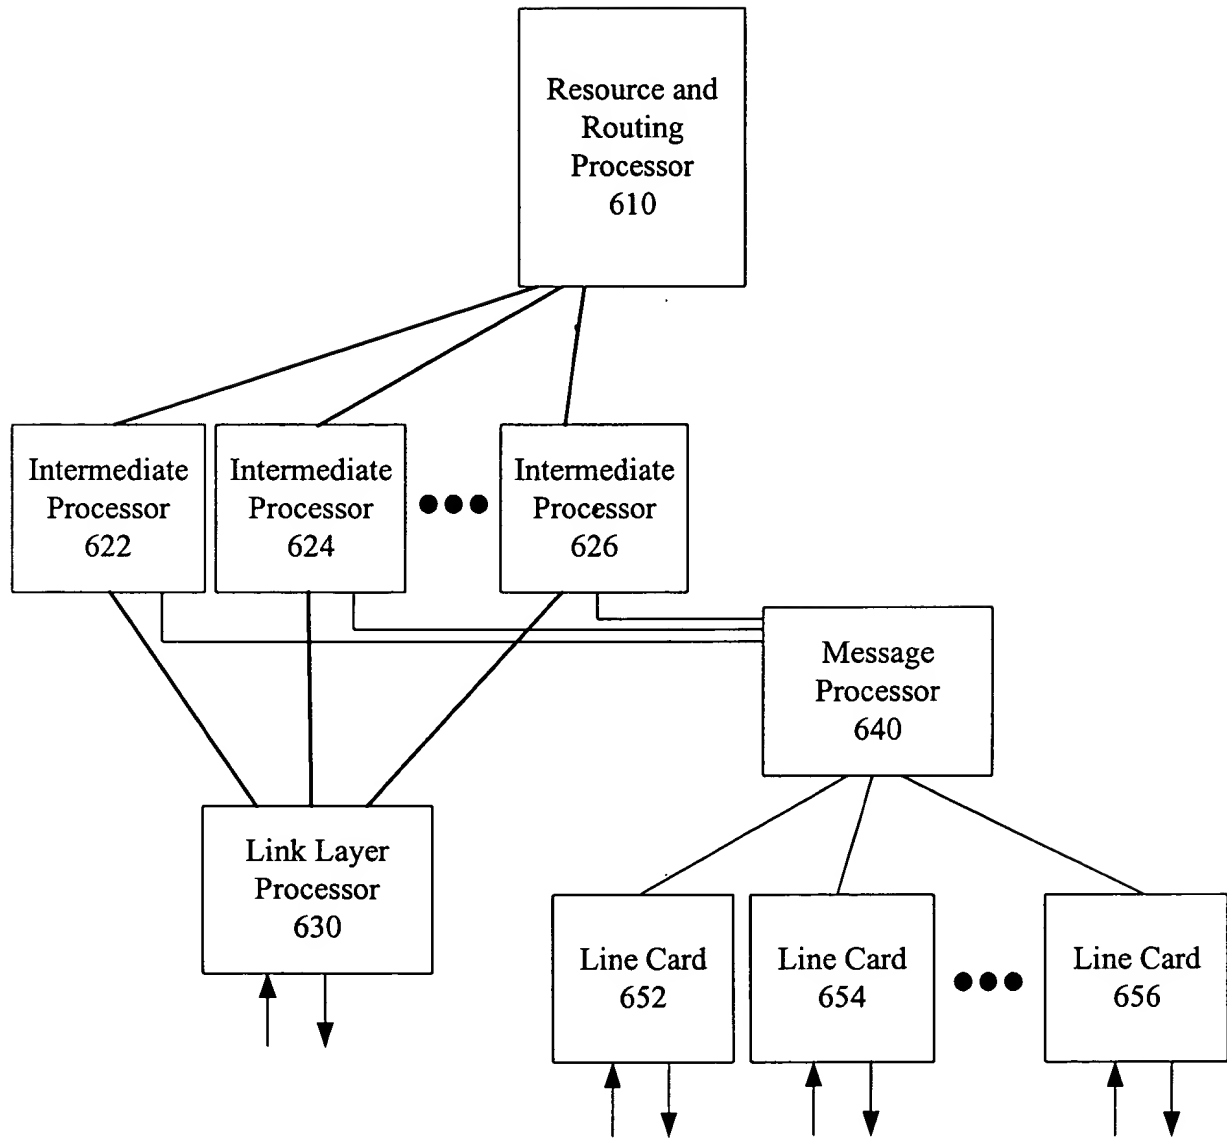 Resource and
Routing
Processor
610
Intermediate
Processor
622
Intermediate
Processor
624
Intermediate
Processor
626
Message
Processor
640
Link Layer
Processor
630
Line Card
652
Line Card
654
Line Card
656